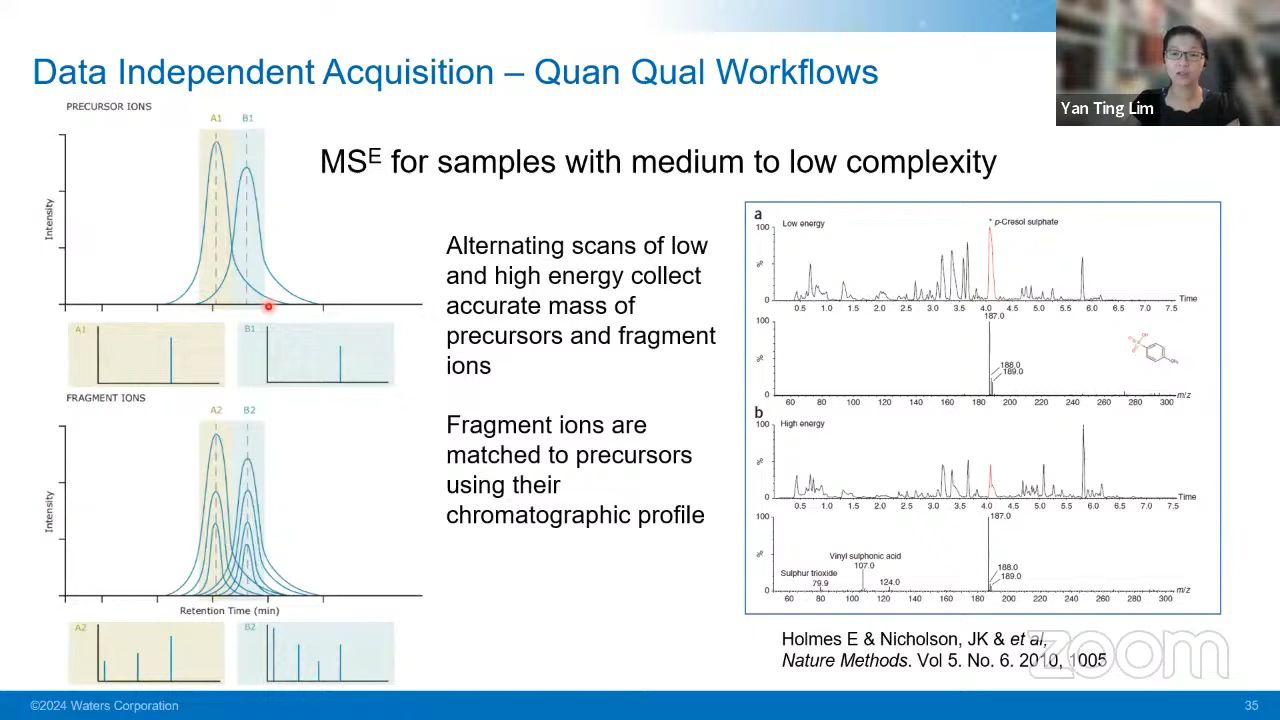 Data Independent Acquisition – Quan Qual Workflows
Yan Ting Lim
PRECURSOR IONS
A1 B1
Intensity
A1
B1
FRAGMENT IONS
A2 B2
Intensity
Retention Time (min)
A2
B2
MSᴱ for samples with medium to low complexity
Alternating scans of low
and high energy collect
accurate mass of
precursors and fragment
ions
Fragment ions are
matched to precursors
using their
chromatographic profile
a
Low energy
* p-Cresol sulphate
100
%
0
0.5 1.0 1.5 2.0 2.5 3.0 3.5 4.0 4.5 5.0 5.5 6.0 6.5 7.0 7.5
Time
187.0
100
188.0
189.0
OH
%
0
60 80 100 120 140 160 180 200 220 240 260 280 300
m/z
b
High energy
100
%
0
0.5 1.0 1.5 2.0 2.5 3.0 3.5 4.0 4.5 5.0 5.5 6.0 6.5 7.0 7.5
Time
187.0
100
%
Vinyl sulphonic acid
107.0
Sulphur trioxide
79.9
124.0
188.0
189.0
0
60 80 100 120 140 160 180 200 220 240 260 280 300
m/z
Holmes E & Nicholson, JK & et al,
Nature Methods. Vol 5. No. 6. 2010, 1005
zoom
©2024 Waters Corporation
35